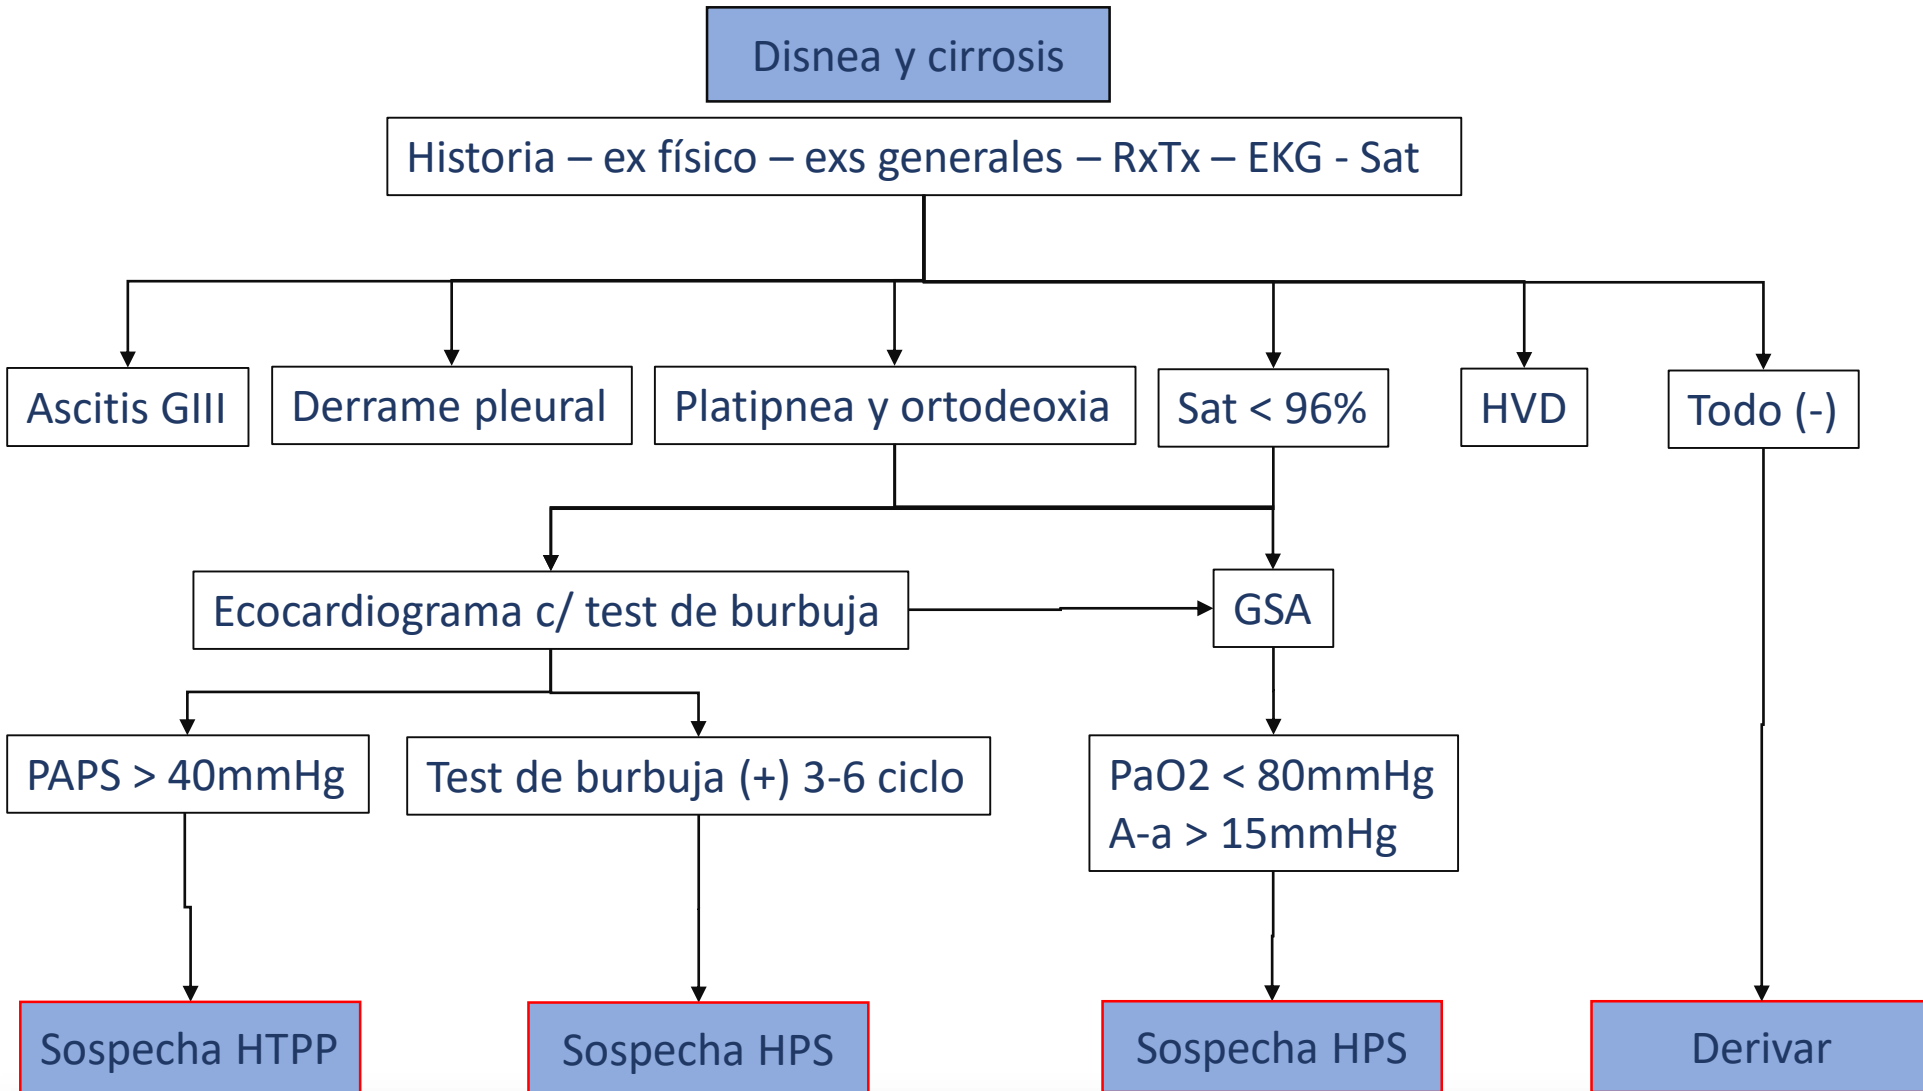 Disnea y cirrosis
Historia – ex físico – exs generales – RxTx – EKG - Sat
Ascitis GIII
Derrame pleural
Platipnea y ortodeoxia
Sat < 96%
HVD
Todo (-)
Ecocardiograma c/ test de burbuja
GSA
PAPS > 40mmHg
Test de burbuja (+) 3-6 ciclo
PaO2 < 80mmHg
A-a > 15mmHg
Sospecha HTPP
Sospecha HPS
Sospecha HPS
Derivar